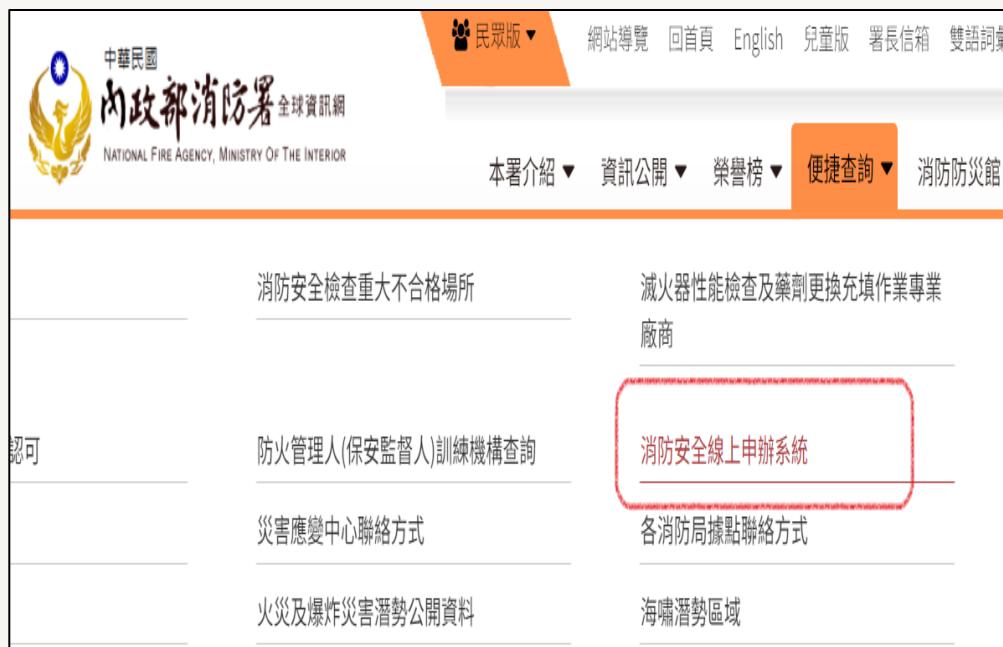 民眾版▼ 網站導覽 回首頁 English 兒童版 署長信箱 雙語詞彙
中華民國
內政部消防署全球資訊網
NATIONAL FIRE AGENCY, MINISTRY OF THE INTERIOR
本署介紹▼ 資訊公開▼ 榮譽榜▼ 便捷查詢▼ 消防防災館
消防安全檢查重大不合格場所 滅火器性能檢查及藥劑更換充填作業專業
廠商
認可 防火管理人(保安監督人)訓練機構查詢 消防安全線上申辦系統
災害應變中心聯絡方式 各消防局據點聯絡方式
火災及爆炸災害潛勢公開資料 海嘯潛勢區域